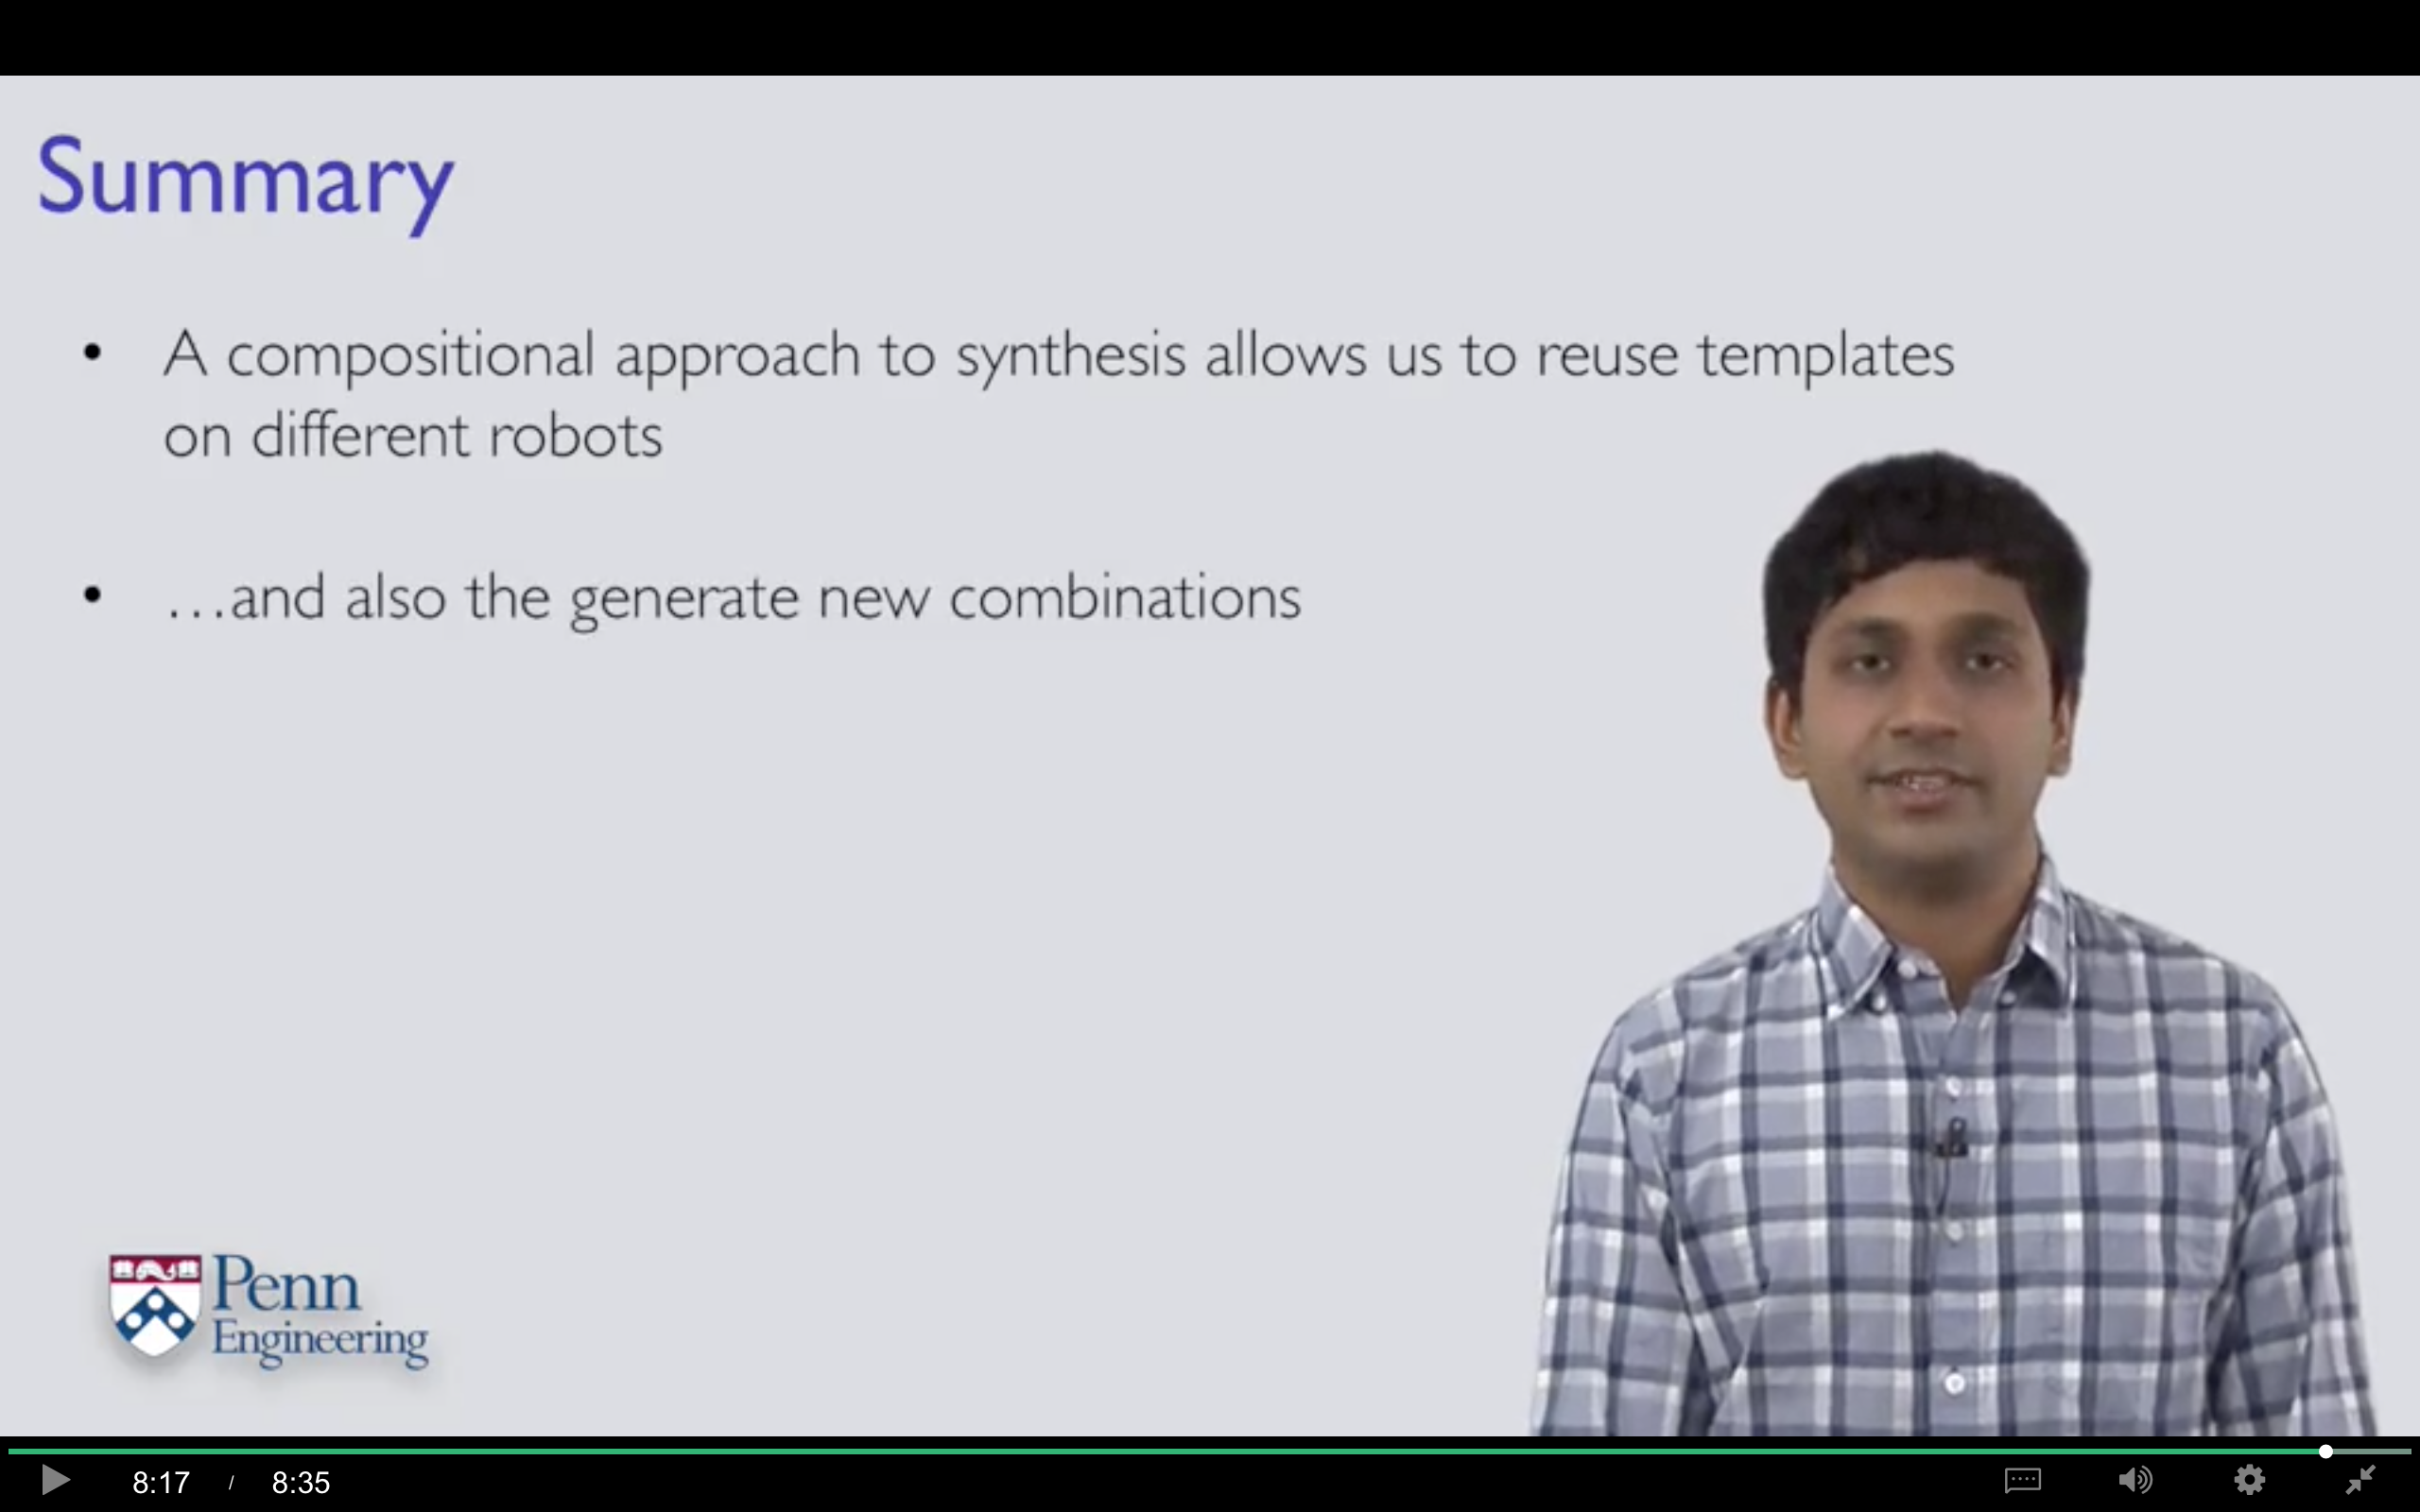 Summary
• A compositional approach to synthesis allows us to reuse templates
on different robots
• …and also the generate new combinations
Penn
Engineering
8:17 / 8:35